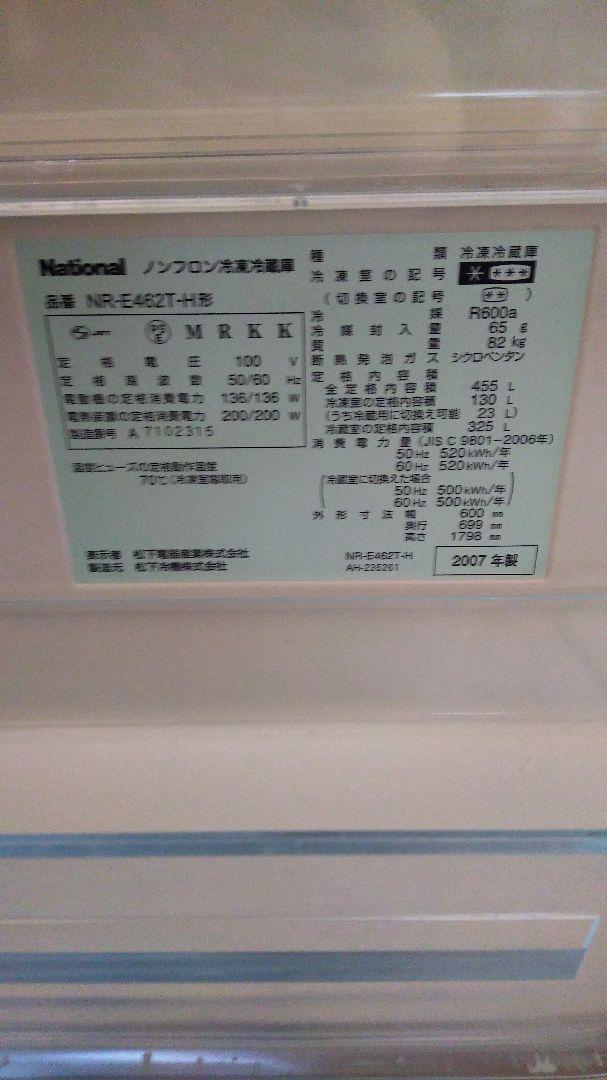 National ノンフロン冷凍冷蔵庫
品番 NR-E462T-H形
PS E M R K K
定格電圧 100 V
定格周波数 50/60 Hz
電動機の定格消費電力 136/136 W
電熱装置の定格消費電力 200/200 W
製造番号 A 7102315
温度ヒューズの定格動作温度
70℃(冷凍室霜取用)
表示者 松下電器産業株式会社
製造元 松下冷機株式会社
種類 冷凍冷蔵庫
冷凍室の記号 * ***
(切換室の記号 ** )
冷媒 R600a
冷媒封入量 65 g
質量 82 kg
断熱発泡ガス シクロペンタン
定格内容積
全定格内容積 455 L
冷凍室の定格内容積 130 L
(うち冷蔵用に切換え可能 23 L)
冷蔵室の定格内容積 325 L
消費電力量(JIS C 9801-2006年)
50Hz 520kWh/年
60Hz 520kWh/年
(冷蔵室に切換えた場合
50Hz 500kWh/年
60Hz 500kWh/年)
外形寸法 幅 600 mm
奥行 699 mm
高さ 1798 mm
NR-E462T-H
AH-235261
2007年製